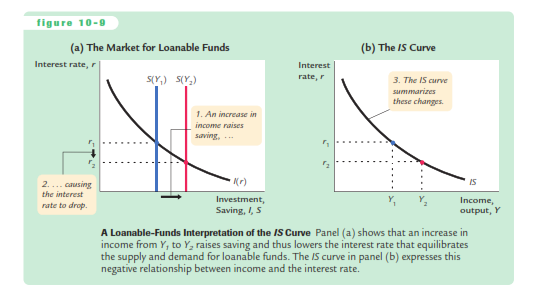 figure 10-9
(a) The Market for Loanable Funds
Interest rate, r
S(Y₁) S(Y₂)
1. An increase in
income raises
saving, ...
r₁
r₂
2. ... causing
the interest
rate to drop.
I(r)
Investment,
Saving, I, S
(b) The IS Curve
Interest
rate, r
3. The IS curve
summarizes
these changes.
r₁
r₂
IS
Y₁ Y₂
Income,
output, Y
A Loanable-Funds Interpretation of the IS Curve Panel (a) shows that an increase in
income from Y₁ to Y₂ raises saving and thus lowers the interest rate that equilibrates
the supply and demand for loanable funds. The IS curve in panel (b) expresses this
negative relationship between income and the interest rate.